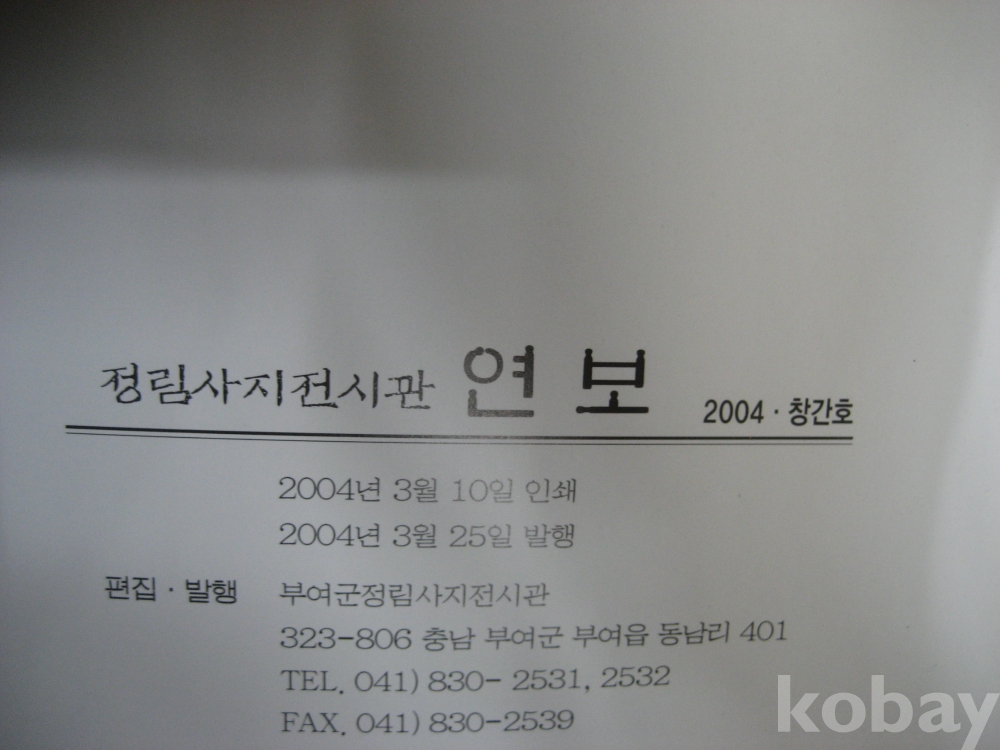 정림사지전시관 연보 2004 · 창간호
2004년 3월 10일 인쇄
2004년 3월 25일 발행
편집 · 발행 부여군정림사지전시관
323-806 충남 부여군 부여읍 동남리 401
TEL. 041) 830- 2531, 2532
FAX. 041) 830-2539
kobay